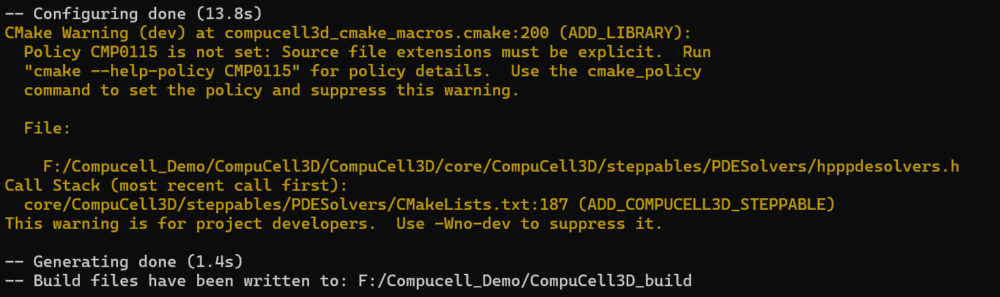 -- Configuring done (13.8s)
CMake Warning (dev) at compucell3d_cmake_macros.cmake:200 (ADD_LIBRARY):
  Policy CMP0115 is not set: Source file extensions must be explicit.  Run
  "cmake --help-policy CMP0115" for policy details.  Use the cmake_policy
  command to set the policy and suppress this warning.

  File:

    F:/Compucell_Demo/CompuCell3D/CompuCell3D/core/CompuCell3D/steppables/PDESolvers/hpppdesolvers.h
Call Stack (most recent call first):
  core/CompuCell3D/steppables/PDESolvers/CMakeLists.txt:187 (ADD_COMPUCELL3D_STEPPABLE)
This warning is for project developers.  Use -Wno-dev to suppress it.

-- Generating done (1.4s)
-- Build files have been written to: F:/Compucell_Demo/CompuCell3D_build